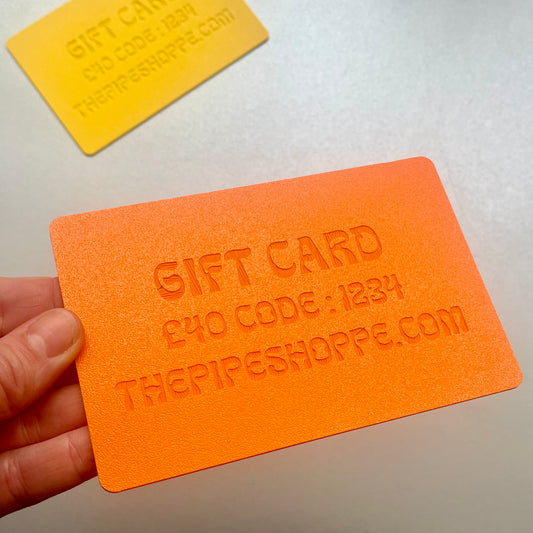 GIFT CARD
£40 CODE : 1234
THEPIPESHOPPE.COM
GIFT CARD
£40 CODE : 1234
THEPIPESHOPPE.COM